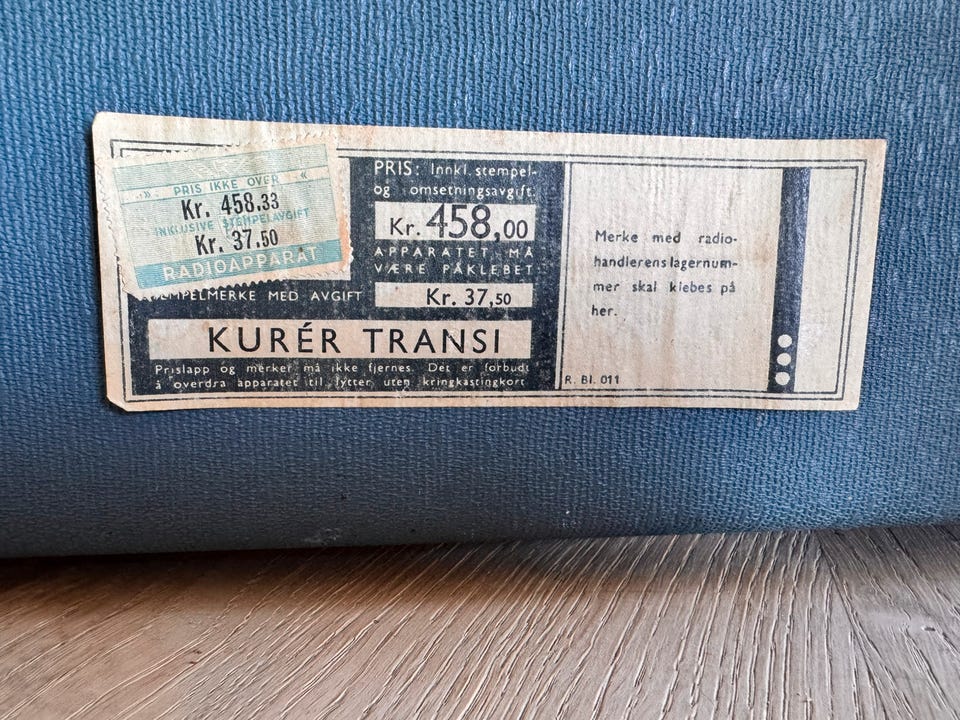 » PRIS IKKE OVER «
Kr. 458.33
INKLUSIVE STEMPELAVGIFT
Kr. 37.50
RADIOAPPARAT
PRIS: Innkl. stempel-
og omsetningsavgift.
Kr. 458,00
APPARATET MÅ
VÆRE PÅKLEBET
MPELMERKE MED AVGIFT
Kr. 37,50
KURÉR TRANSI
Prislapp og merker må ikke fjernes. Det er forbudt
å overdra apparatet til lytter uten kringkastingkort
R. Bl. 011
Merke med radio-
handlerens lagernum-
mer skal klebes på
her.